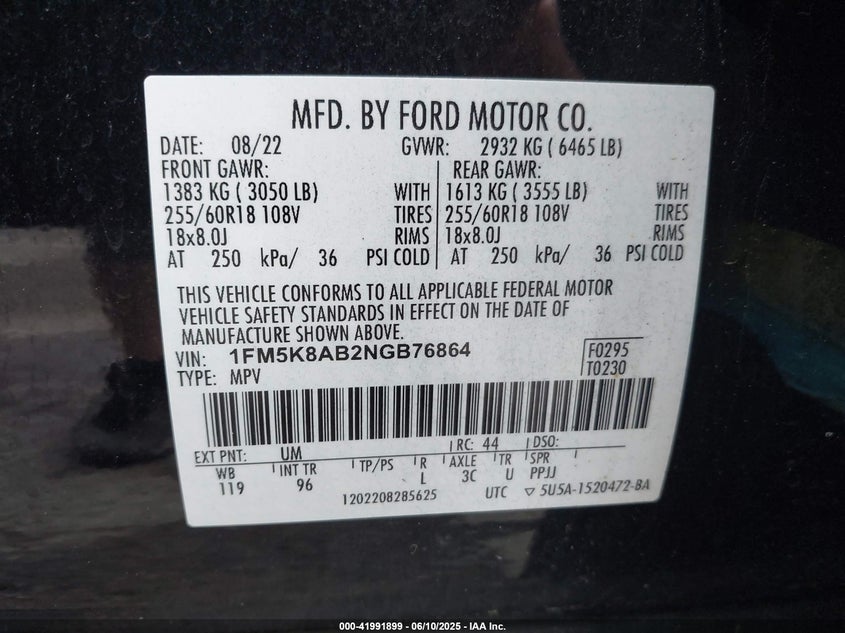 MFD. BY FORD MOTOR CO.
DATE: 08/22 GVWR: 2932 KG ( 6465 LB)
FRONT GAWR: REAR GAWR:
1383 KG ( 3050 LB) WITH 1613 KG ( 3555 LB) WITH
255/60R18 108V TIRES 255/60R18 108V TIRES
18x8.0J RIMS 18x8.0J RIMS
AT 250 kPa/ 36 PSI COLD AT 250 kPa/ 36 PSI COLD
THIS VEHICLE CONFORMS TO ALL APPLICABLE FEDERAL MOTOR
VEHICLE SAFETY STANDARDS IN EFFECT ON THE DATE OF
MANUFACTURE SHOWN ABOVE.
VIN: 1FM5K8AB2NGB76864 F0295
TYPE: MPV T0230
EXT PNT: UM RC: 44 DSO:
WB INT TR TP/PS R AXLE TR SPR
119 96 L 3C U PPJJ
1202208285625 UTC ▽ 5U5A-1520472-BA
000-41991899 - 06/10/2025 - IAA Inc.